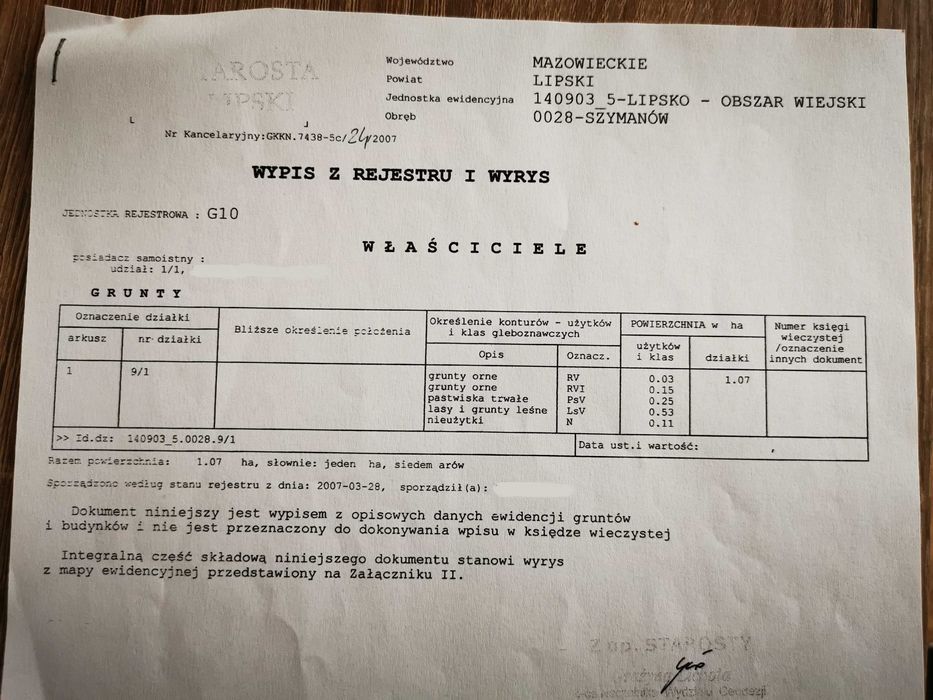 STAROSTA
LIPSKI
Województwo MAZOWIECKIE
Powiat LIPSKI
Jednostka ewidencyjna 140903_5-LIPSKO - OBSZAR WIEJSKI
Obręb 0028-SZYMANÓW
Nr Kancelaryjny:GKKN.7438-5c/24/2007
WYPIS Z REJESTRU I WYRYS
JEDNOSTKA REJESTROWA : G10
WŁAŚCICIELE
posiadacz samoistny :
udział: 1/1,
GRUNTY
Oznaczenie działki
arkusz
nr działki
Bliższe określenie położenia
Określenie konturów - użytków
i klas gleboznawczych
Opis
Oznacz.
POWIERZCHNIA w ha
użytków
i klas
działki
Numer księgi
wieczystej
/oznaczenie
innych dokument
1 9/1 grunty orne RV 0.03 1.07
grunty orne RVI 0.15
pastwiska trwałe PsV 0.25
lasy i grunty leśne LsV 0.53
nieużytki N 0.11
>> Id.dz: 140903_5.0028.9/1
Data ust.i wartość: ,
Razem powierzchnia: 1.07 ha, słownie: jeden ha, siedem arów
Sporządzono według stanu rejestru z dnia: 2007-03-28, sporządził(a):
Dokument niniejszy jest wypisem z opisowych danych ewidencji gruntów
i budynków i nie jest przeznaczony do dokonywania wpisu w księdze wieczystej
Integralną część składową niniejszego dokumentu stanowi wyrys
z mapy ewidencyjnej przedstawiony na Załączniku II.
Z up. STAROSTY